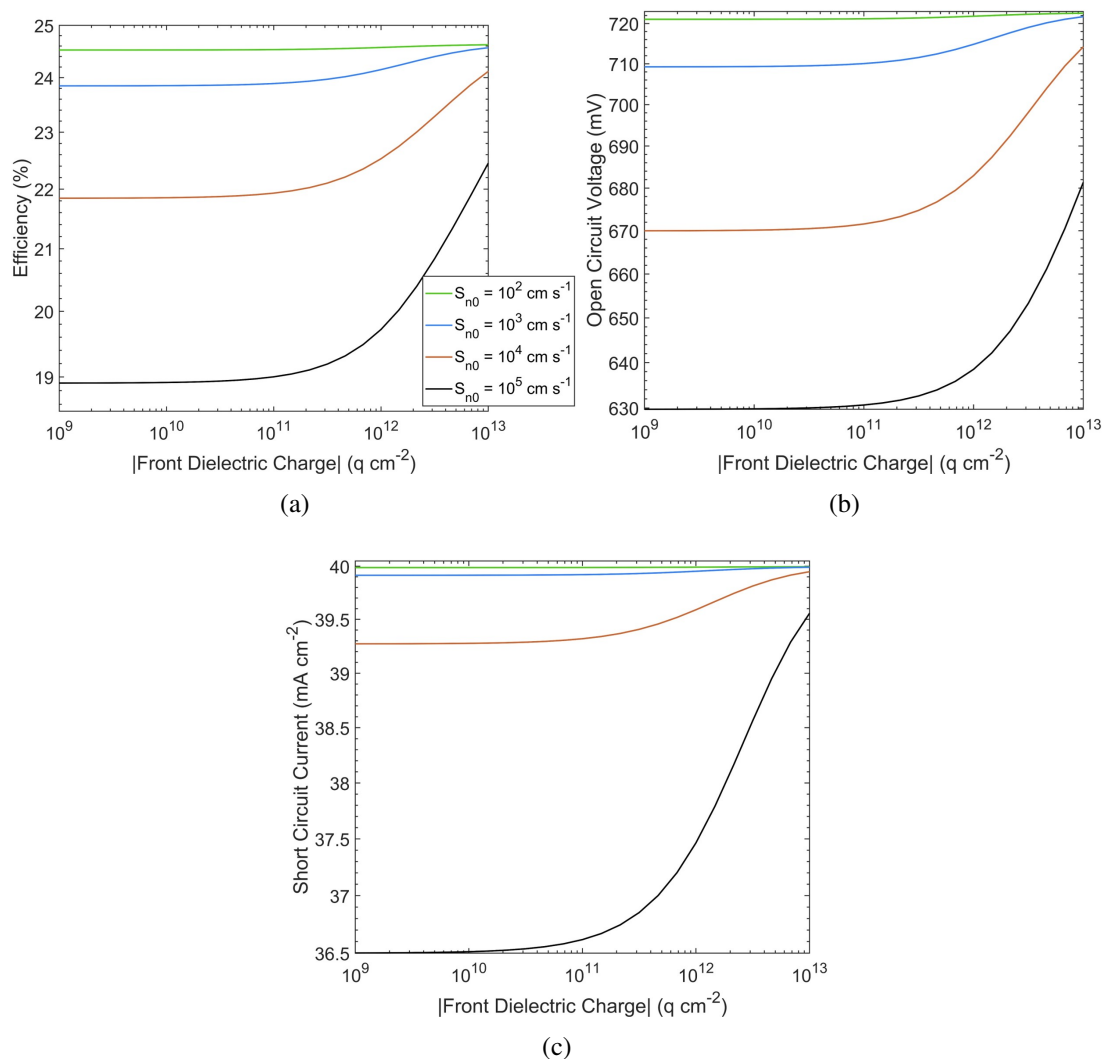 25
24
23
22
21
20
19
Efficiency (%)
S_n0 = 10^2 cm s^-1
S_n0 = 10^3 cm s^-1
S_n0 = 10^4 cm s^-1
S_n0 = 10^5 cm s^-1
10^9 10^10 10^11 10^12 10^13
|Front Dielectric Charge| (q cm^-2)
(a)
720
710
700
690
680
670
660
650
640
630
Open Circuit Voltage (mV)
10^9 10^10 10^11 10^12 10^13
|Front Dielectric Charge| (q cm^-2)
(b)
40
39.5
39
38.5
38
37.5
37
36.5
Short Circuit Current (mA cm^-2)
10^9 10^10 10^11 10^12 10^13
|Front Dielectric Charge| (q cm^-2)
(c)